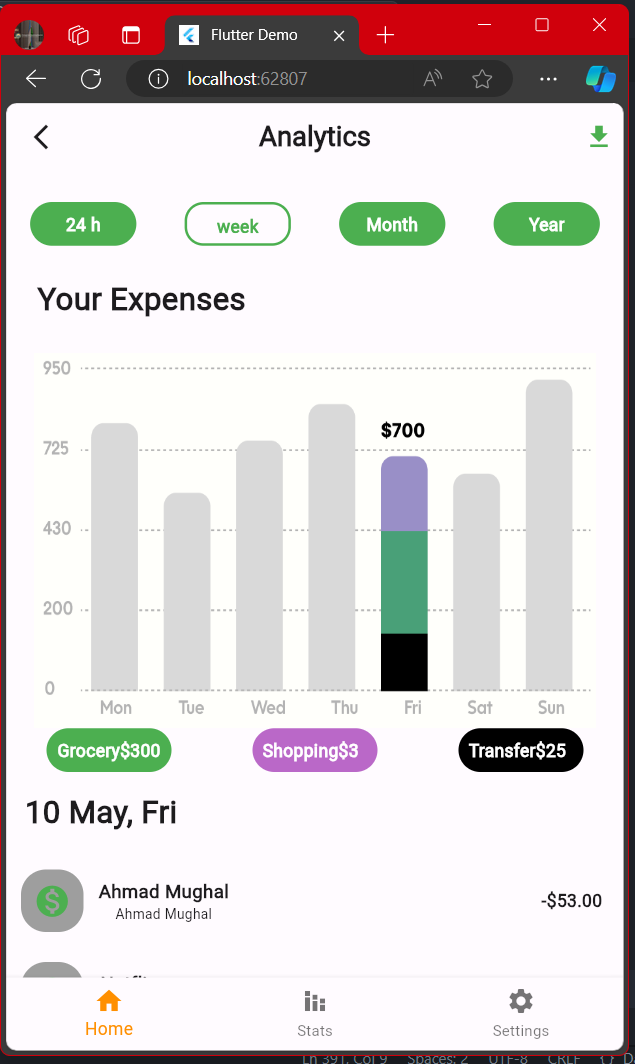 Flutter Demo
localhost:62807
Analytics
24 h
week
Month
Year
Your Expenses
950
$700
725
430
200
0
Mon Tue Wed Thu Fri Sat Sun
Grocery$300 Shopping$3 Transfer$25
10 May, Fri
Ahmad Mughal
Ahmad Mughal
-$53.00
Home
Stats
Settings
Ln 391, Col 9 Spaces: 2 UTF-8 CRLF